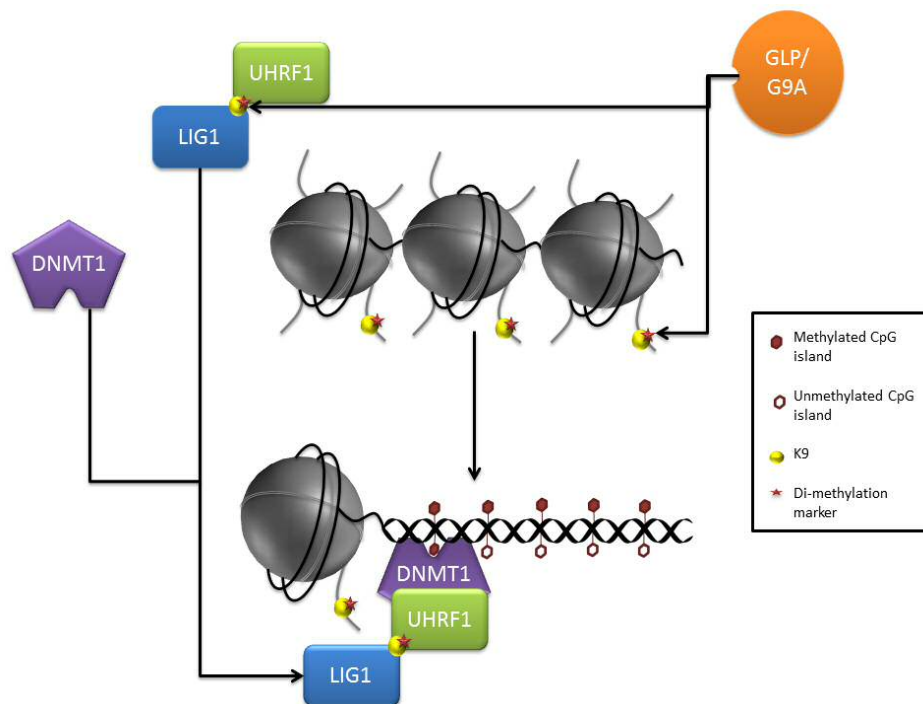 UHRF1
GLP/
G9A
LIG1
DNMT1
Methylated CpG
island
Unmethylated CpG
island
K9
Di-methylation
marker
DNMT1
UHRF1
LIG1